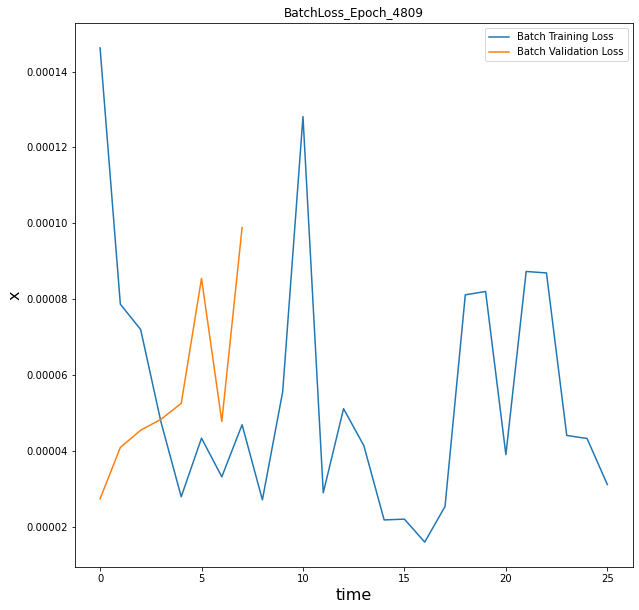 BatchLoss_Epoch_4809
Batch Training Loss
Batch Validation Loss
0.00014
0.00012
0.00010
0.00008
0.00006
0.00004
0.00002
x
0 5 10 15 20 25
time